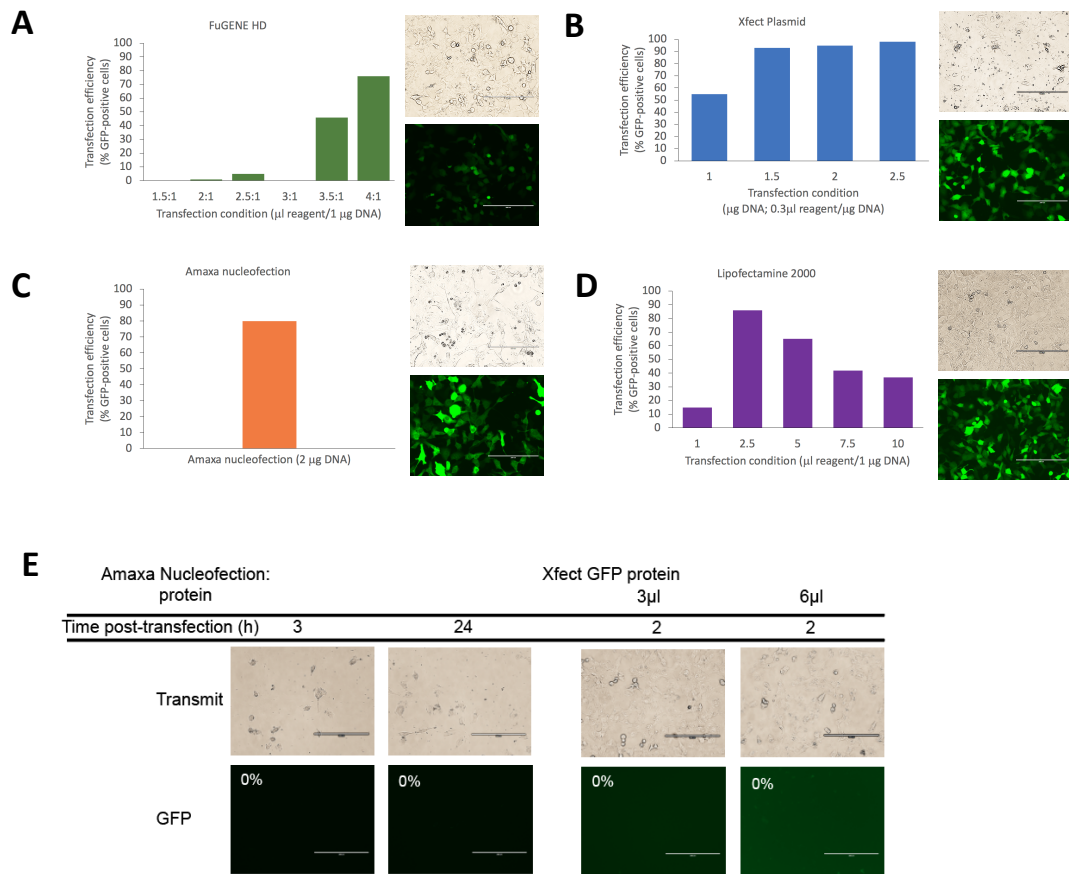 A
FuGENE HD
Transfection efficiency
(% GFP-positive cells)
100
90
80
70
60
50
40
30
20
10
0
1.5:1 2:1 2.5:1 3:1 3.5:1 4:1
Transfection condition (μl reagent/1 μg DNA)
B
Xfect Plasmid
Transfection efficiency
(% GFP-positive cells)
100
90
80
70
60
50
40
30
20
10
0
1 1.5 2 2.5
Transfection condition
(μg DNA; 0.3μl reagent/μg DNA)
C
Amaxa nucleofection
Transfection efficiency
(% GFP-positive cells)
100
80
70
60
50
40
30
20
10
0
Amaxa nucleofection (2 μg DNA)
D
Lipofectamine 2000
Transfection efficiency
(% GFP-positive cells)
100
90
80
70
60
50
40
30
20
10
0
1 2.5 5 7.5 10
Transfection condition (μl reagent/1 μg DNA)
E
Amaxa Nucleofection:
protein
Xfect GFP protein
3μl 6μl
Time post-transfection (h) 3 24 2 2
Transmit
GFP
0% 0% 0% 0%